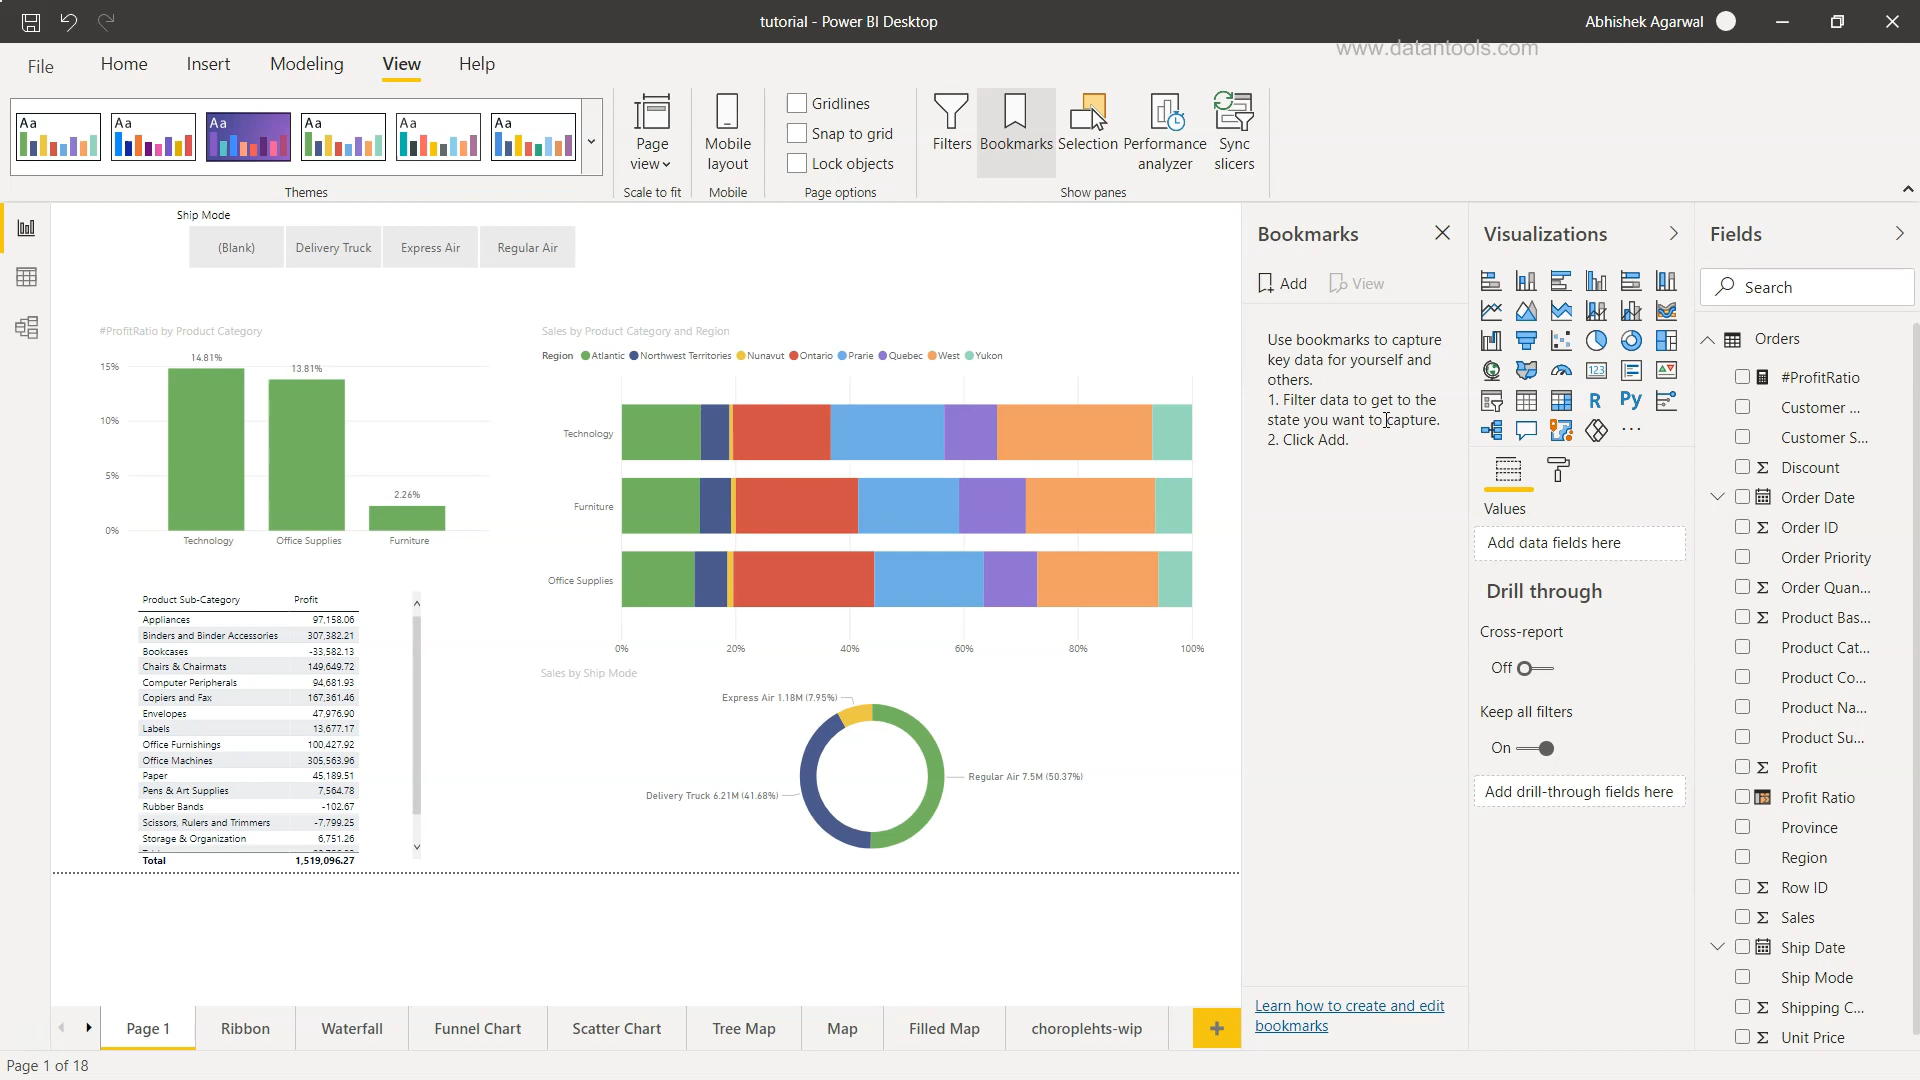 tutorial - Power BI Desktop
Abhishek Agarwal
www.datantools.com
File Home Insert Modeling View Help
Aa Aa Aa Aa Aa Aa
Page view
Mobile layout
Gridlines
Snap to grid
Lock objects
Filters
Bookmarks
Selection
Performance analyzer
Sync slicers
Themes
Scale to fit
Mobile
Page options
Show panes
Ship Mode
(Blank) Delivery Truck Express Air Regular Air
#ProfitRatio by Product Category
15%
10%
5%
0%
14.81%
13.81%
2.26%
Technology Office Supplies Furniture
Sales by Product Category and Region
Region Atlantic Northwest Territories Nunavut Ontario Prarie Quebec West Yukon
Technology
Furniture
Office Supplies
0% 20% 40% 60% 80% 100%
Product Sub-Category Profit
Appliances 97,158.06
Binders and Binder Accessories 307,382.21
Bookcases -33,582.13
Chairs & Chairmats 149,649.72
Computer Peripherals 94,681.93
Copiers and Fax 167,361.46
Envelopes 47,976.90
Labels 13,677.17
Office Furnishings 100,427.92
Office Machines 305,563.96
Paper 45,189.51
Pens & Art Supplies 7,564.78
Rubber Bands -102.67
Scissors, Rulers and Trimmers -7,799.25
Storage & Organization 6,751.26
Total 1,519,096.27
Sales by Ship Mode
Express Air 1.18M (7.95%)
Regular Air 7.5M (50.37%)
Delivery Truck 6.21M (41.68%)
Bookmarks
Add View
Use bookmarks to capture
key data for yourself and
others.
1. Filter data to get to the
state you want to capture.
2. Click Add.
Learn how to create and edit
bookmarks
Visualizations
123
R Py
Values
Add data fields here
Drill through
Cross-report
Off
Keep all filters
On
Add drill-through fields here
Fields
Search
Orders
#ProfitRatio
Customer ...
Customer S...
Discount
Order Date
Order ID
Order Priority
Order Quan...
Product Bas...
Product Cat...
Product Co...
Product Na...
Product Su...
Profit
Profit Ratio
Province
Region
Row ID
Sales
Ship Date
Ship Mode
Shipping C...
Unit Price
Page 1 Ribbon Waterfall Funnel Chart Scatter Chart Tree Map Map Filled Map choroplehts-wip
Page 1 of 18